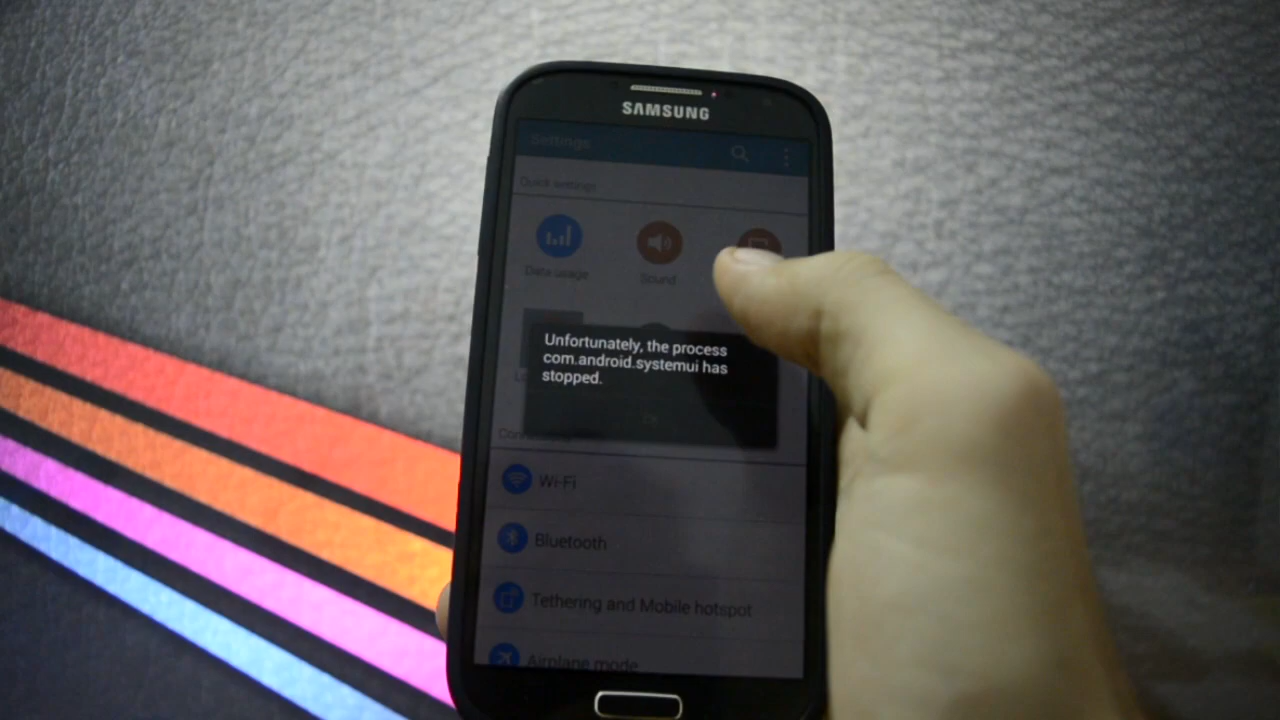 SAMSUNG
Settings
Quick settings
Data usage
Sound
Unfortunately, the process
com.android.systemui has
stopped.
OK
Wi-Fi
Bluetooth
Tethering and Mobile hotspot
Airplane mode